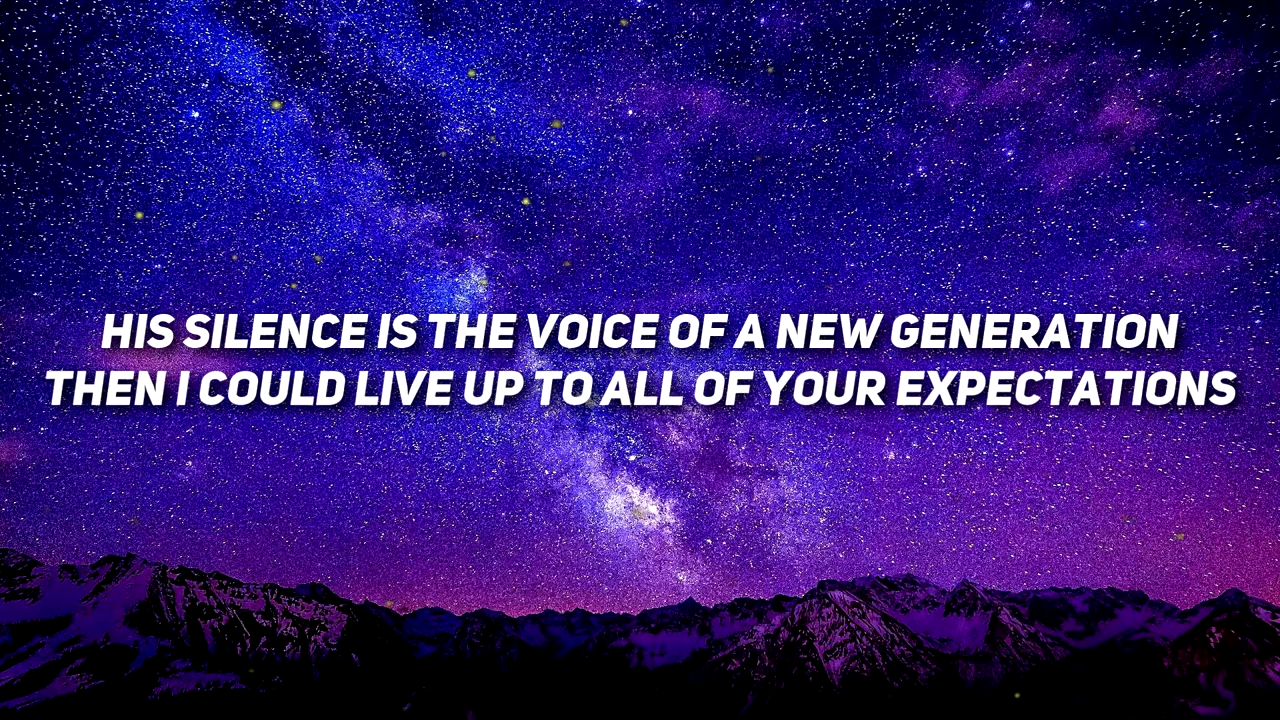 HIS SILENCE IS THE VOICE OF A NEW GENERATION
THEN I COULD LIVE UP TO ALL OF YOUR EXPECTATIONS